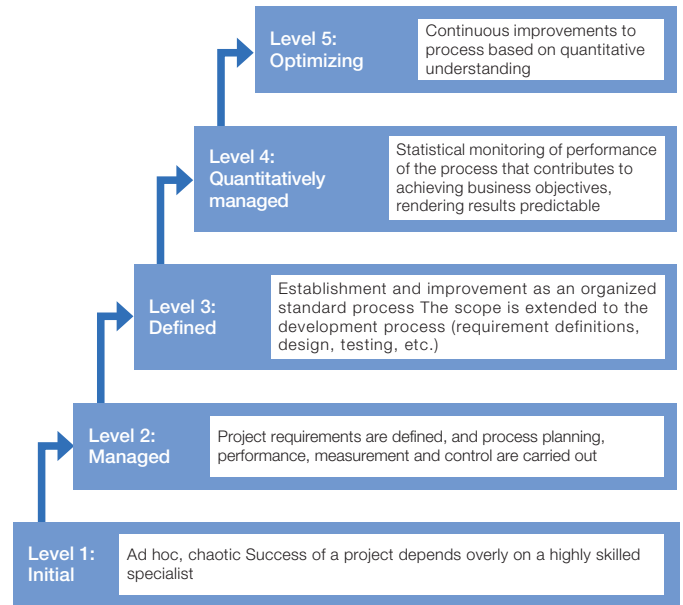 Level 5:
Optimizing
Continuous improvements to
process based on quantitative
understanding
Level 4:
Quantitatively
managed
Statistical monitoring of performance
of the process that contributes to
achieving business objectives,
rendering results predictable
Level 3:
Defined
Establishment and improvement as an organized
standard process The scope is extended to the
development process (requirement definitions,
design, testing, etc.)
Level 2:
Managed
Project requirements are defined, and process planning,
performance, measurement and control are carried out
Level 1:
Initial
Ad hoc, chaotic Success of a project depends overly on a highly skilled
specialist